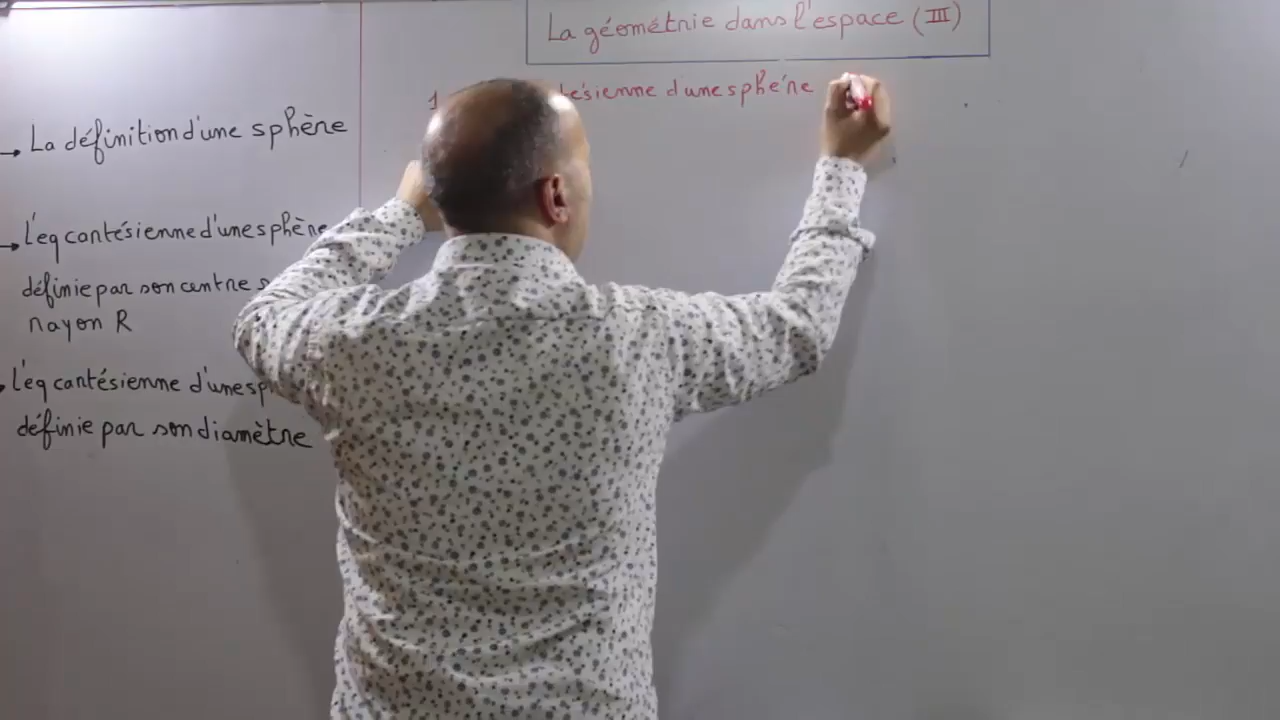 La géométrie dans l'espace (III)
1 tésienne d'une sphére
→ La définition d'une sphère
→ L'eq cartésienne d'une sphère
définie par son centre
rayon R
L'eq cartésienne d'une sp
définie par son diamètre